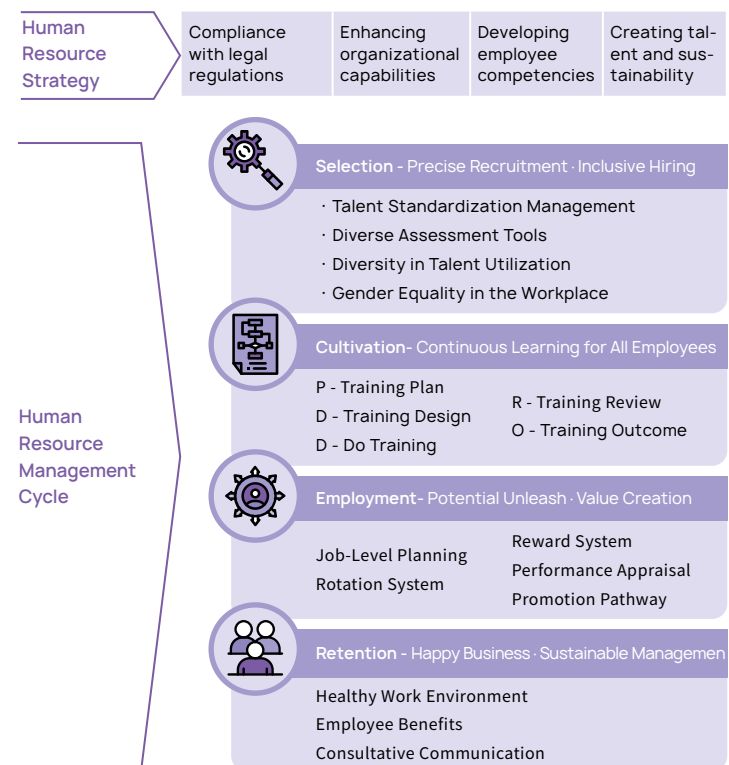 Human
Resource
Strategy
Compliance
with legal
regulations
Enhancing
organizational
capabilities
Developing
employee
competencies
Creating tal-
ent and sus-
tainability
Human
Resource
Management
Cycle
Selection - Precise Recruitment · Inclusive Hiring
· Talent Standardization Management
· Diverse Assessment Tools
· Diversity in Talent Utilization
· Gender Equality in the Workplace
Cultivation- Continuous Learning for All Employees
P - Training Plan
D - Training Design
D - Do Training
R - Training Review
O - Training Outcome
Employment- Potential Unleash · Value Creation
Job-Level Planning
Rotation System
Reward System
Performance Appraisal
Promotion Pathway
Retention - Happy Business · Sustainable Managemen
Healthy Work Environment
Employee Benefits
Consultative Communication